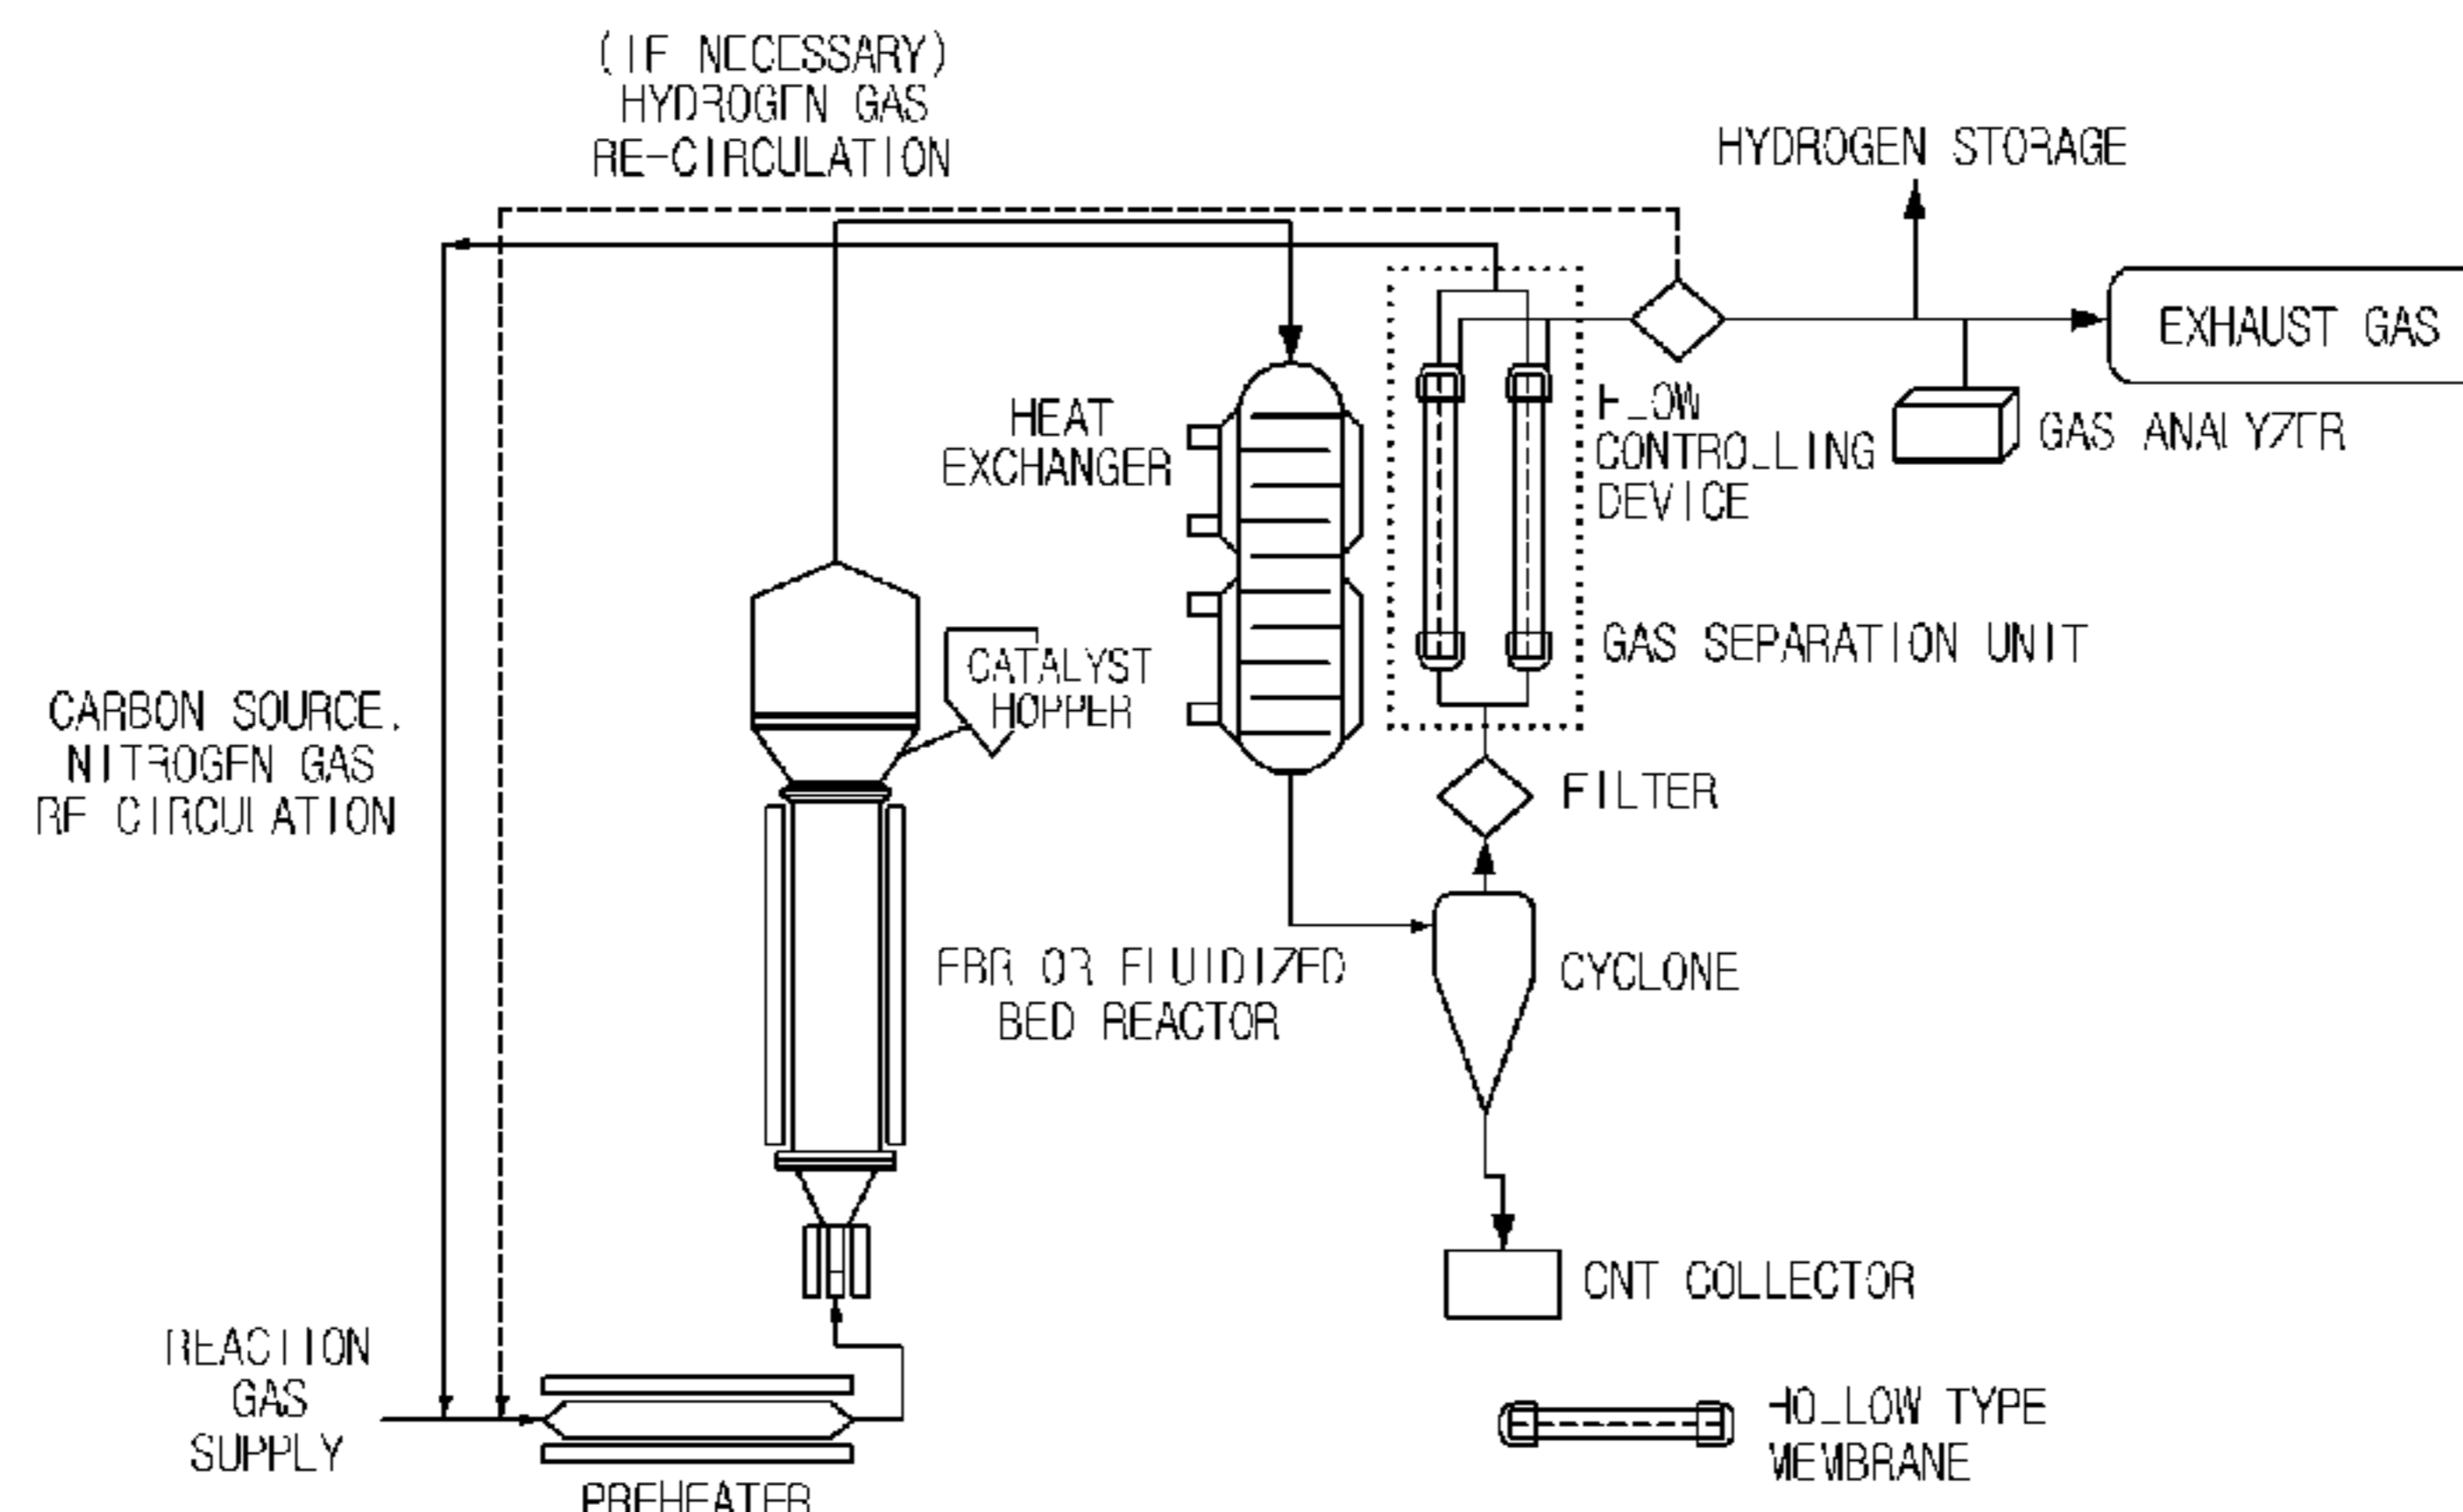 (IF NECESSARY)
HYDROGEN GAS
RE-CIRCULATION
HYDROGEN STORAGE
EXHAUST GAS
HEAT
EXCHANGER
FLOW
CONTROLLING
DEVICE
GAS ANALYZER
GAS SEPARATION UNIT
CATALYST
HOPPER
CARBON SOURCE,
NITROGEN GAS
RE CIRCULATION
FILTER
FBR OR FLUIDIZED
BED REACTOR
CYCLONE
CNT COLLECTOR
REACTION
GAS
SUPPLY
HOLLOW TYPE
MEMBRANE
PREHEATER